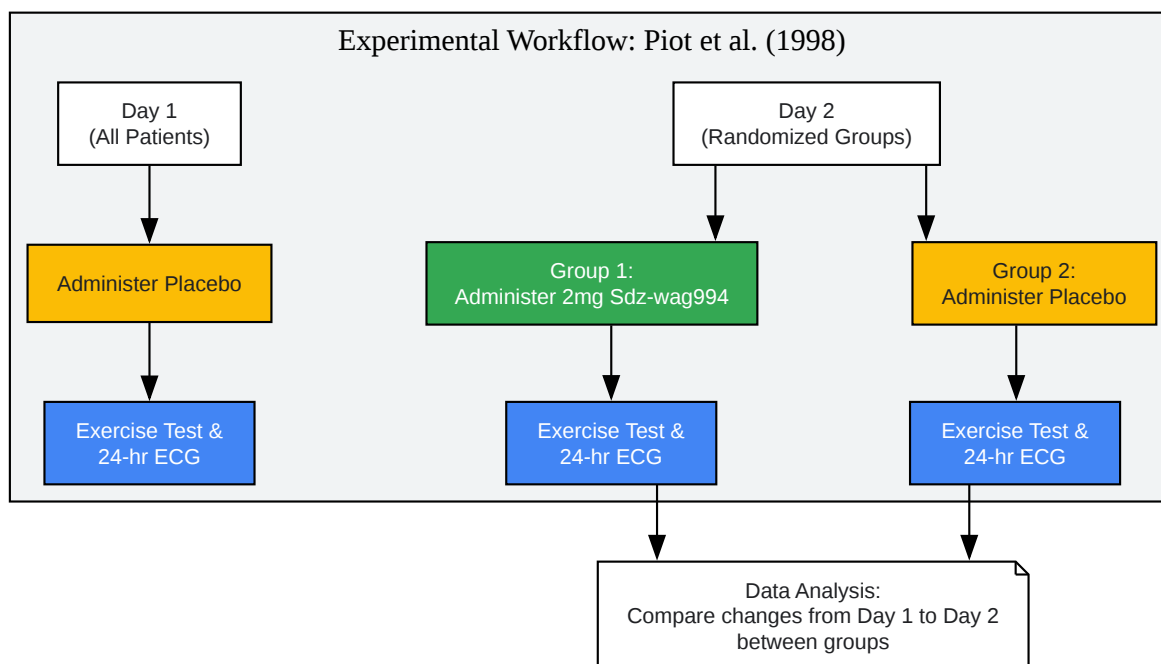 Experimental Workflow: Piot et al. (1998)
Day 1
(All Patients)
Day 2
(Randomized Groups)
Administer Placebo
Group 1:
Administer 2mg Sdz-wag994
Group 2:
Administer Placebo
Exercise Test &
24-hr ECG
Exercise Test &
24-hr ECG
Exercise Test &
24-hr ECG
Data Analysis:
Compare changes from Day 1 to Day 2
between groups